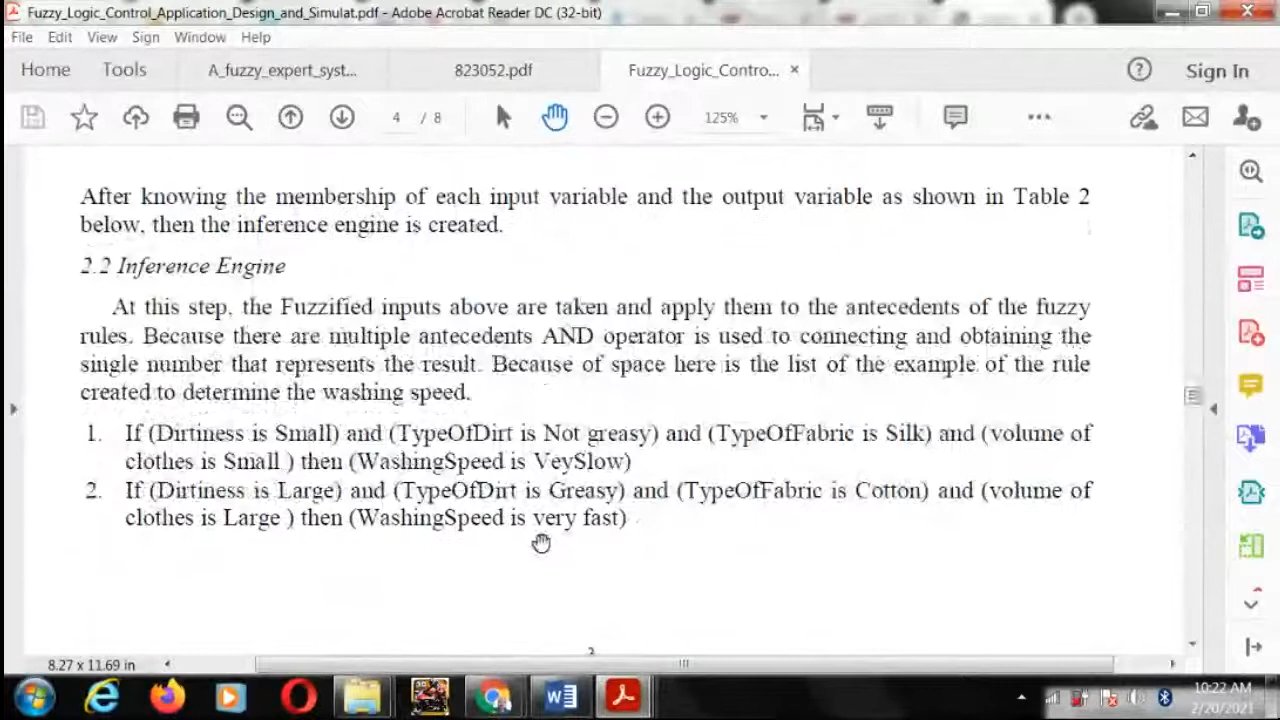 Fuzzy_Logic_Control_Application_Design_and_Simulat.pdf - Adobe Acrobat Reader DC (32-bit)
File Edit View Sign Window Help
Home Tools A_fuzzy_expert_syst... 823052.pdf Fuzzy_Logic_Contro... × Sign In
4 / 8 125%
After knowing the membership of each input variable and the output variable as shown in Table 2
below, then the inference engine is created.
2.2 Inference Engine
At this step, the Fuzzified inputs above are taken and apply them to the antecedents of the fuzzy
rules. Because there are multiple antecedents AND operator is used to connecting and obtaining the
single number that represents the result. Because of space here is the list of the example of the rule
created to determine the washing speed.
1. If (Dirtiness is Small) and (TypeOfDirt is Not greasy) and (TypeOfFabric is Silk) and (volume of
clothes is Small ) then (WashingSpeed is VeySlow)
2. If (Dirtiness is Large) and (TypeOfDirt is Greasy) and (TypeOfFabric is Cotton) and (volume of
clothes is Large ) then (WashingSpeed is very fast)
8.27 x 11.69 in
10:22 AM
2/20/2021